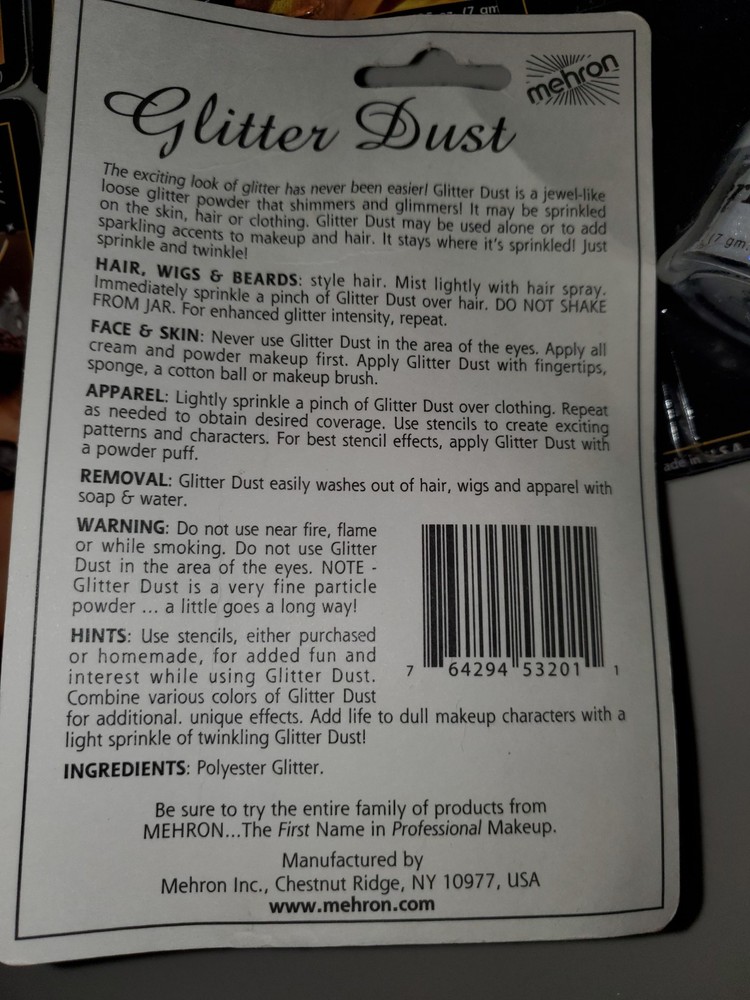 (7 gm
mehron
Glitter Dust
The exciting look of glitter has never been easier! Glitter Dust is a jewel-like
loose glitter powder that shimmers and glimmers! It may be sprinkled
on the skin, hair or clothing. Glitter Dust may be used alone or to add
sparkling accents to makeup and hair. It stays where it's sprinkled! Just
sprinkle and twinkle!
HAIR, WIGS & BEARDS: style hair. Mist lightly with hair spray.
Immediately sprinkle a pinch of Glitter Dust over hair. DO NOT SHAKE
FROM JAR. For enhanced glitter intensity, repeat.
FACE & SKIN: Never use Glitter Dust in the area of the eyes. Apply all
cream and powder makeup first. Apply Glitter Dust with fingertips,
sponge, a cotton ball or makeup brush.
APPAREL: Lightly sprinkle a pinch of Glitter Dust over clothing. Repeat
as needed to obtain desired coverage. Use stencils to create exciting
patterns and characters. For best stencil effects, apply Glitter Dust with
a powder puff.
REMOVAL: Glitter Dust easily washes out of hair, wigs and apparel with
soap & water.
WARNING: Do not use near fire, flame
or while smoking. Do not use Glitter
Dust in the area of the eyes. NOTE -
Glitter Dust is a very fine particle
powder ... a little goes a long way!
HINTS: Use stencils, either purchased
or homemade, for added fun and
interest while using Glitter Dust.
Combine various colors of Glitter Dust
for additional. unique effects. Add life to dull makeup characters with a
light sprinkle of twinkling Glitter Dust!
7 64294 53201 1
INGREDIENTS: Polyester Glitter.
Be sure to try the entire family of products from
MEHRON...The First Name in Professional Makeup.
Manufactured by
Mehron Inc., Chestnut Ridge, NY 10977, USA
www.mehron.com
(7 gm
ade in U.S.A.